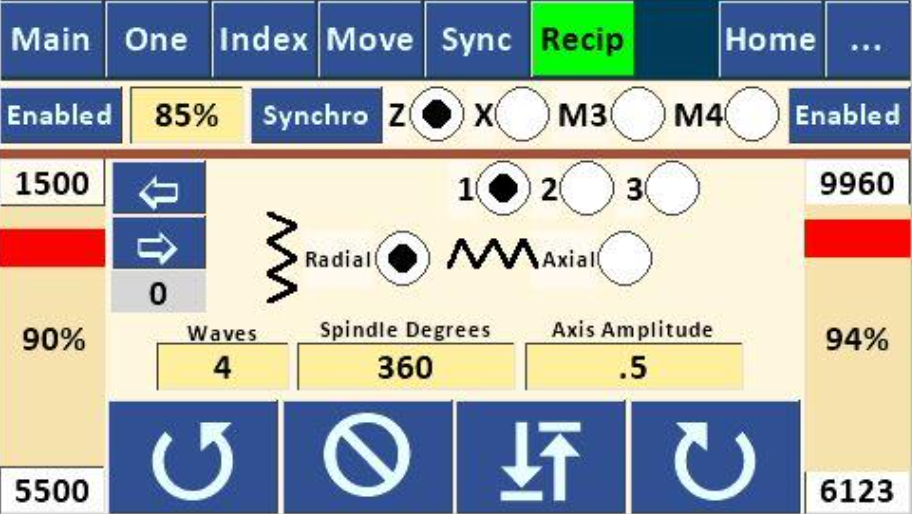 Main One Index Move Sync Recip Home ...
Enabled 85% Synchro Z X M3 M4 Enabled
1500 1 2 3 9960
Radial Axial
0
90% Waves Spindle Degrees Axis Amplitude 94%
4 360 .5
5500 6123